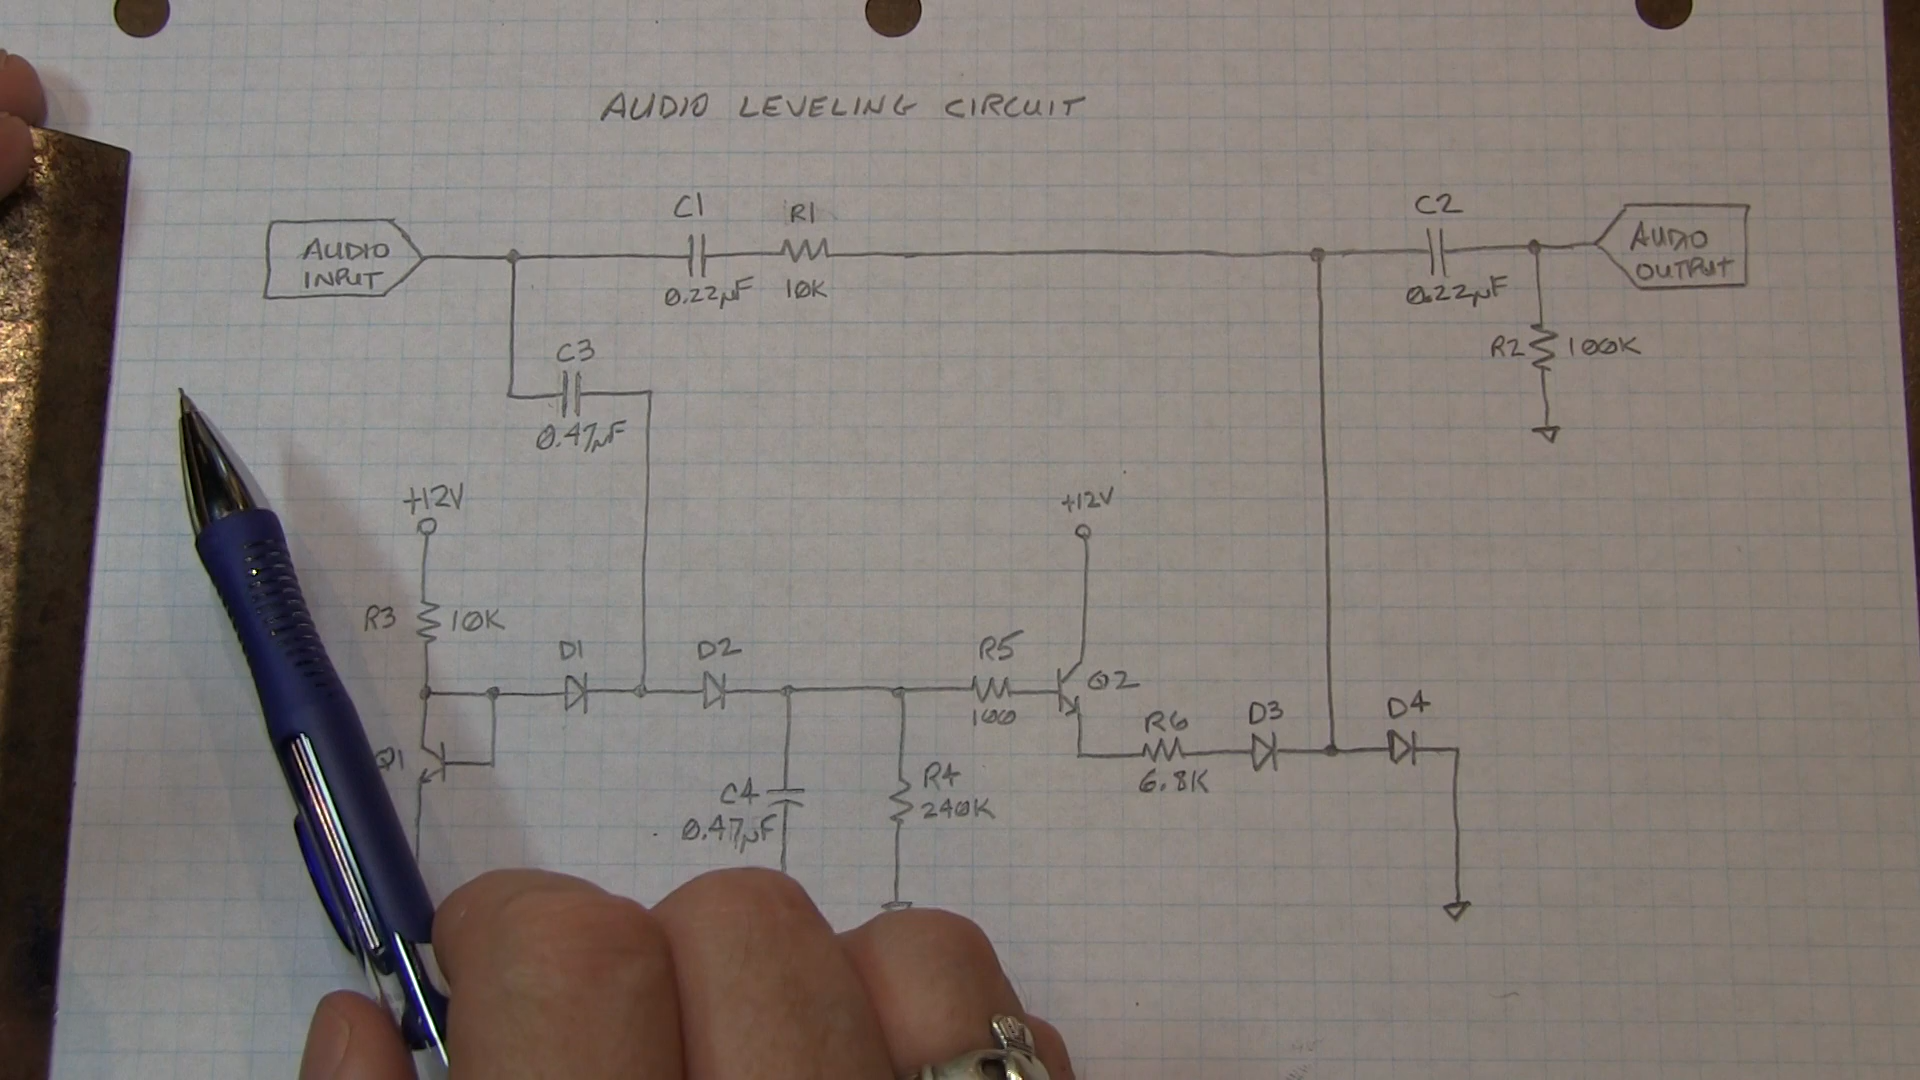 AUDIO LEVELING CIRCUIT
C1
R1
C2
AUDIO
INPUT
AUDIO
OUTPUT
0.22µF
10K
0.22µF
R2
100K
C3
0.47µF
+12V
+12V
R3
10K
D1
D2
R5
100
Q2
R6
6.8K
D3
D4
Q1
C4
0.47µF
R4
240K